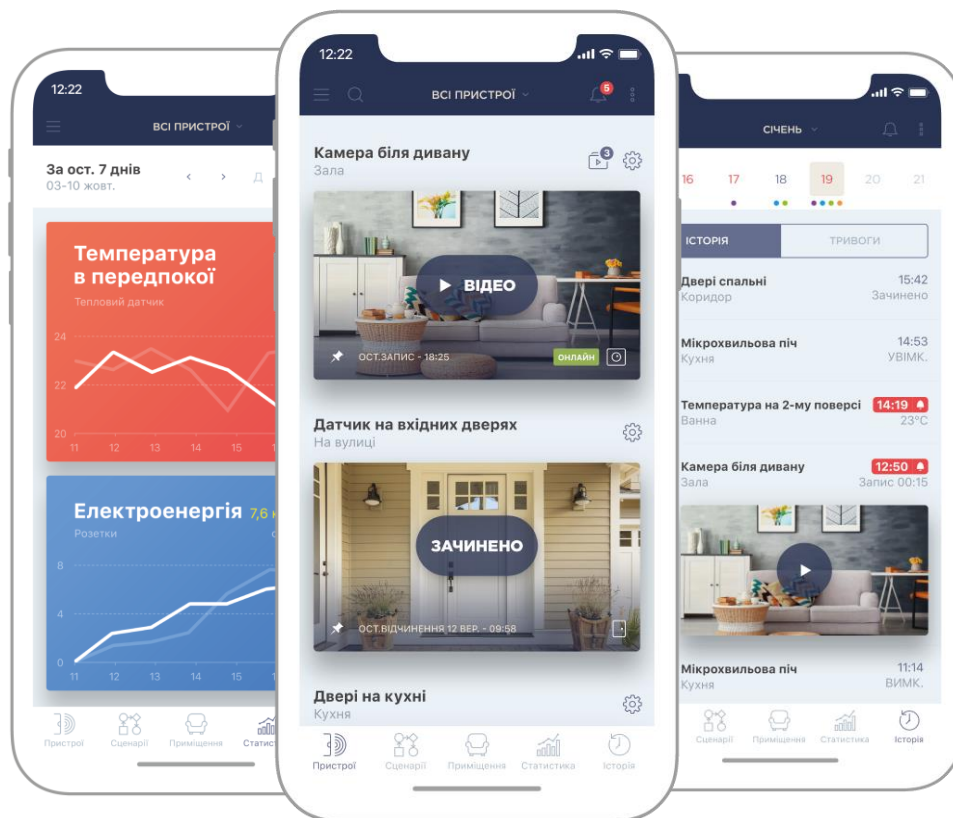 12:22
ВСІ ПРИСТРОЇ
За ост. 7 днів
03-10 жовт.
Д
Температура
в передпокої
Тепловий датчик
24
22
20
11 12 13 14 15
Електроенергія 7,6
Розетки
8
4
0
11 12 13 14 15
Пристрої Сценарії Приміщення
12:22
ВСІ ПРИСТРОЇ
5
Камера біля дивану
3
Зала
ВІДЕО
ОСТ.ЗАПИС - 18:25
ОНЛАЙН
Датчик на вхідних дверях
На вулиці
ЗАЧИНЕНО
ОСТ.ВІДЧИНЕННЯ 12 ВЕР. - 09:58
Двері на кухні
Кухня
Пристрої Сценарії Приміщення Статистика Історія
СІЧЕНЬ
16 17 18 19 20 21
ІСТОРІЯ ТРИВОГИ
Двері спальні 15:42
Коридор Зачинено
Мікрохвильова піч 14:53
Кухня УВІМК.
Температура на 2-му поверсі 14:19
Ванна 23°C
Камера біля дивану 12:50
Зала Запис 00:15
Мікрохвильова піч 11:14
Кухня ВИМК.
Сценарії Приміщення Статистика Історія